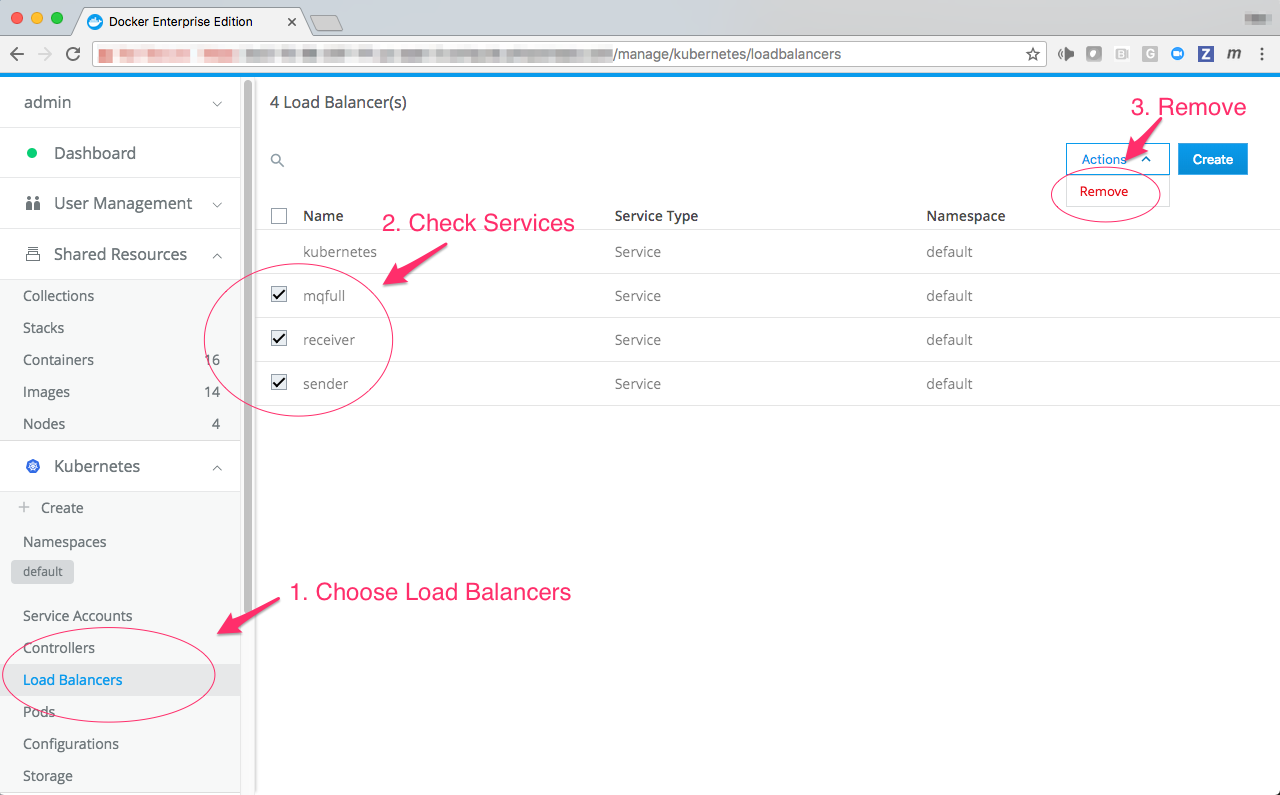 Docker Enterprise Edition
/manage/kubernetes/loadbalancers
admin
Dashboard
User Management
Shared Resources
Collections
Stacks
Containers 16
Images 14
Nodes 4
Kubernetes
Create
Namespaces
default
Service Accounts
Controllers
Load Balancers
Pods
Configurations
Storage
4 Load Balancer(s)
3. Remove
Actions
Create
Remove
Name Service Type Namespace
2. Check Services
kubernetes Service default
mqfull Service default
receiver Service default
sender Service default
1. Choose Load Balancers